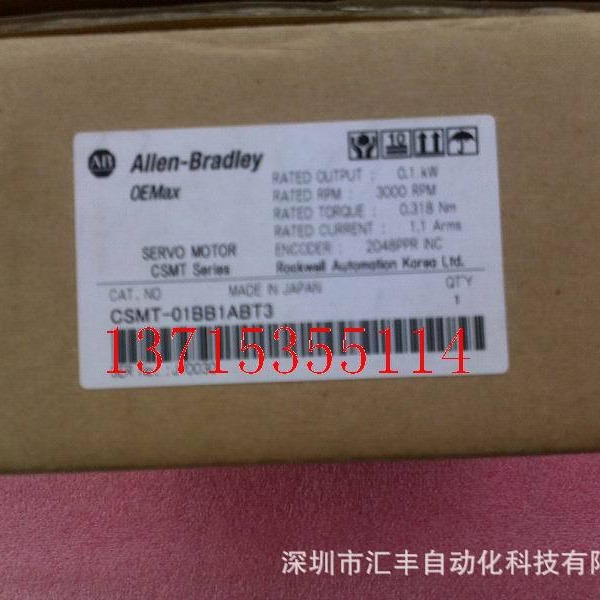 AB Allen-Bradley
OEMax
10
RATED OUTPUT : 0.1 kW
RATED RPM : 3000 RPM
RATED TORQUE : 0.318 Nm
RATED CURRENT : 1.1 Arms
SERVO MOTOR
ENCODER : 2048PPR INC
CSMT Series
Rockwell Automation Korea Ltd.
CAT. NO
MADE IN JAPAN
QTY
CSMT-01BB1ABT3
1
13715355114
深圳市汇丰自动化科技有限